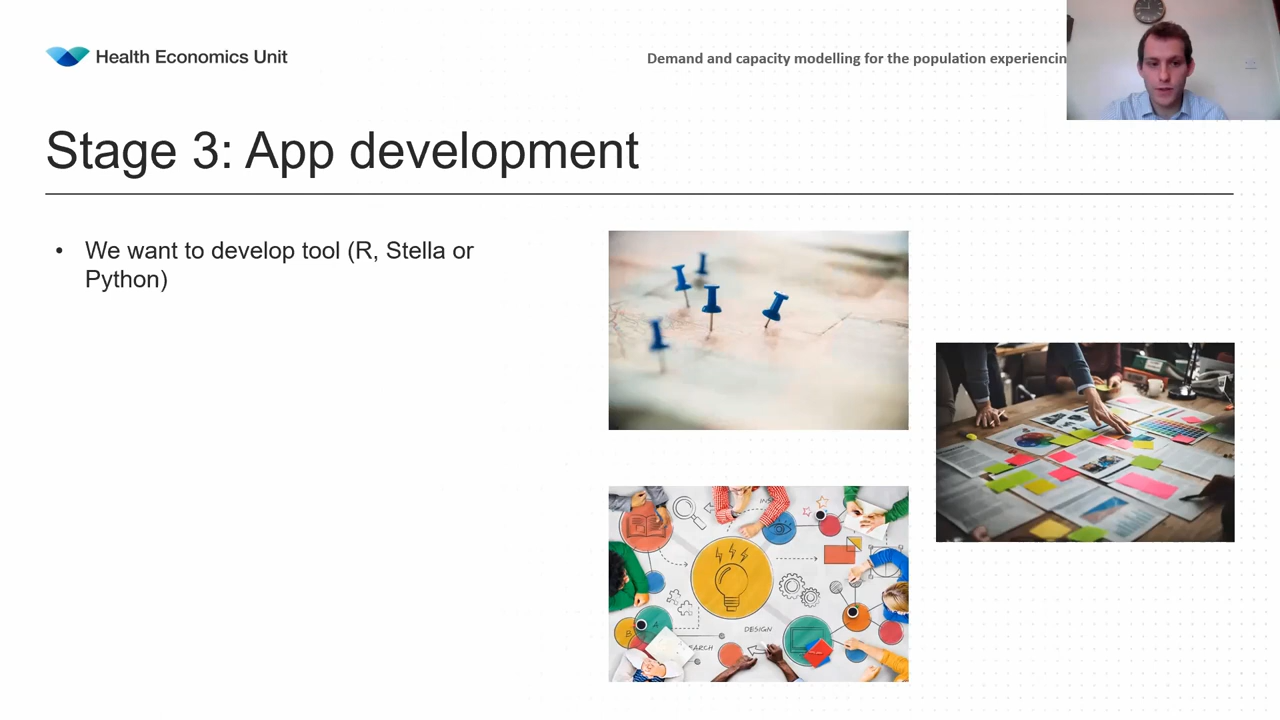 Health Economics Unit
Demand and capacity modelling for the population experiencin
Stage 3: App development
• We want to develop tool (R, Stella or
Python)
DESIGN